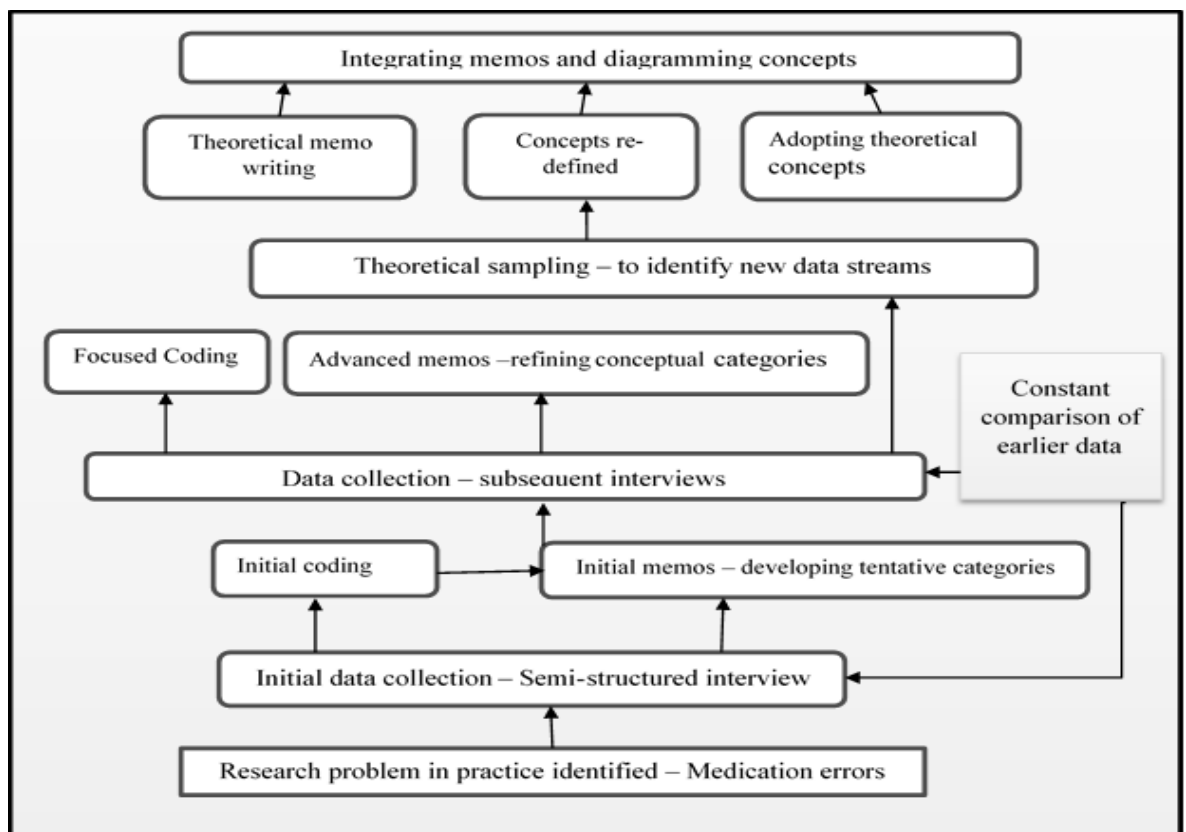 Integrating memos and diagramming concepts
Theoretical memo
writing
Concepts re-
defined
Adopting theoretical
concepts
Theoretical sampling – to identify new data streams
Focused Coding
Advanced memos –refining conceptual categories
Constant
comparison of
earlier data
Data collection – subsequent interviews
Initial coding
Initial memos – developing tentative categories
Initial data collection – Semi-structured interview
Research problem in practice identified – Medication errors